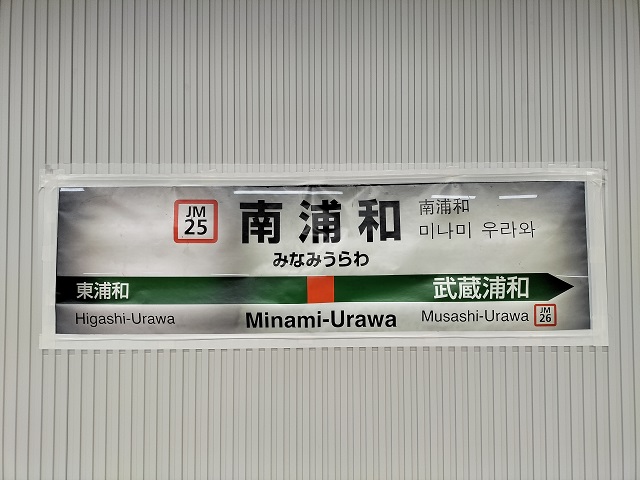 JM
25
南浦和
みなみうらわ
南浦和
미나미 우라와
東浦和
武蔵浦和
Higashi-Urawa
Minami-Urawa
Musashi-Urawa
JM
26